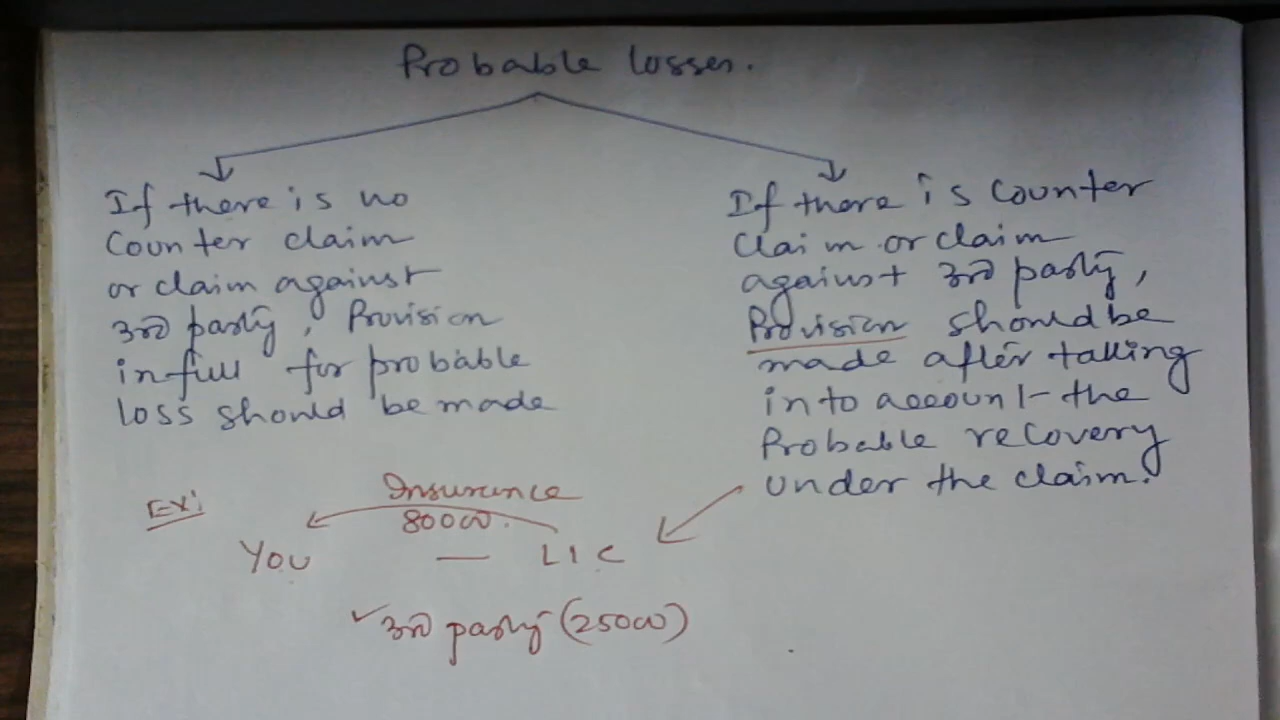 Probable losses.
If there is no
Counter claim
or claim against
3rd party, Provision
in full for probable
loss should be made
If there is Counter
Claim or claim
against 3rd party,
Provision should be
made after taking
in to account the
Probable recovery
under the claim.
Ex:
Insurance
80000.
YOU — LIC
✓3rd party (25000)